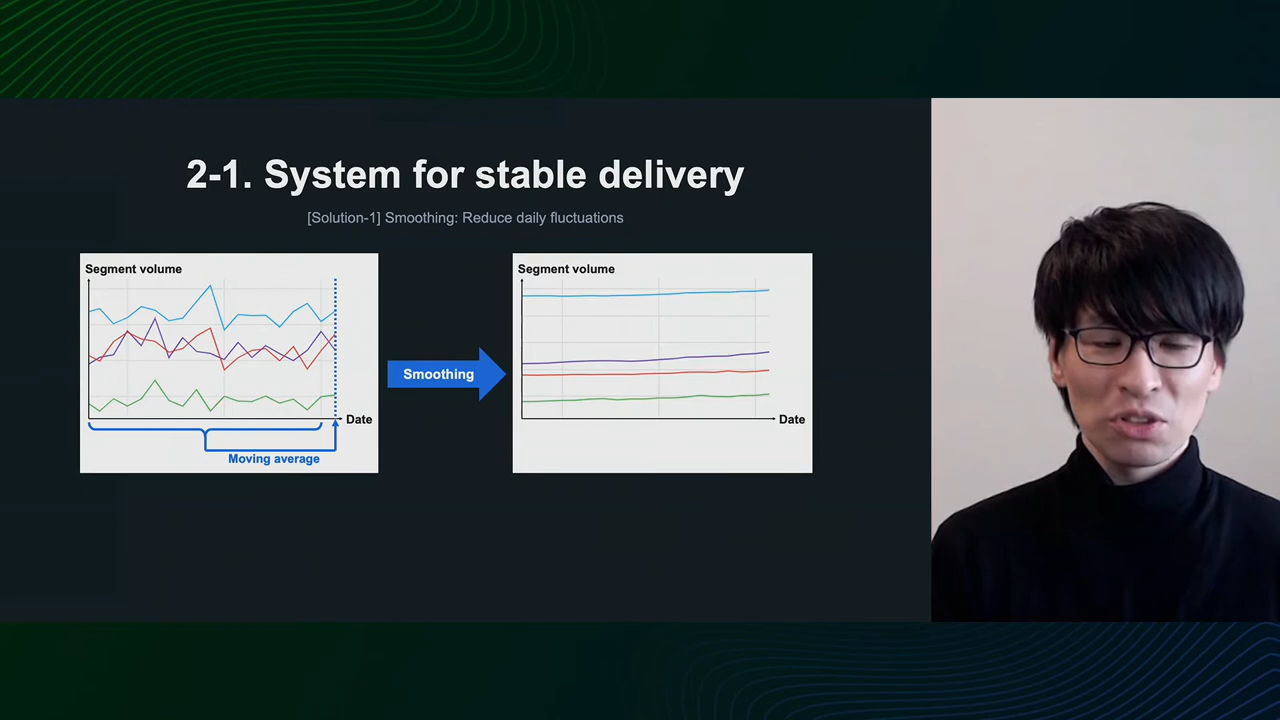 2-1. System for stable delivery
[Solution-1] Smoothing: Reduce daily fluctuations
Segment volume
Date
Moving average
Smoothing
Segment volume
Date